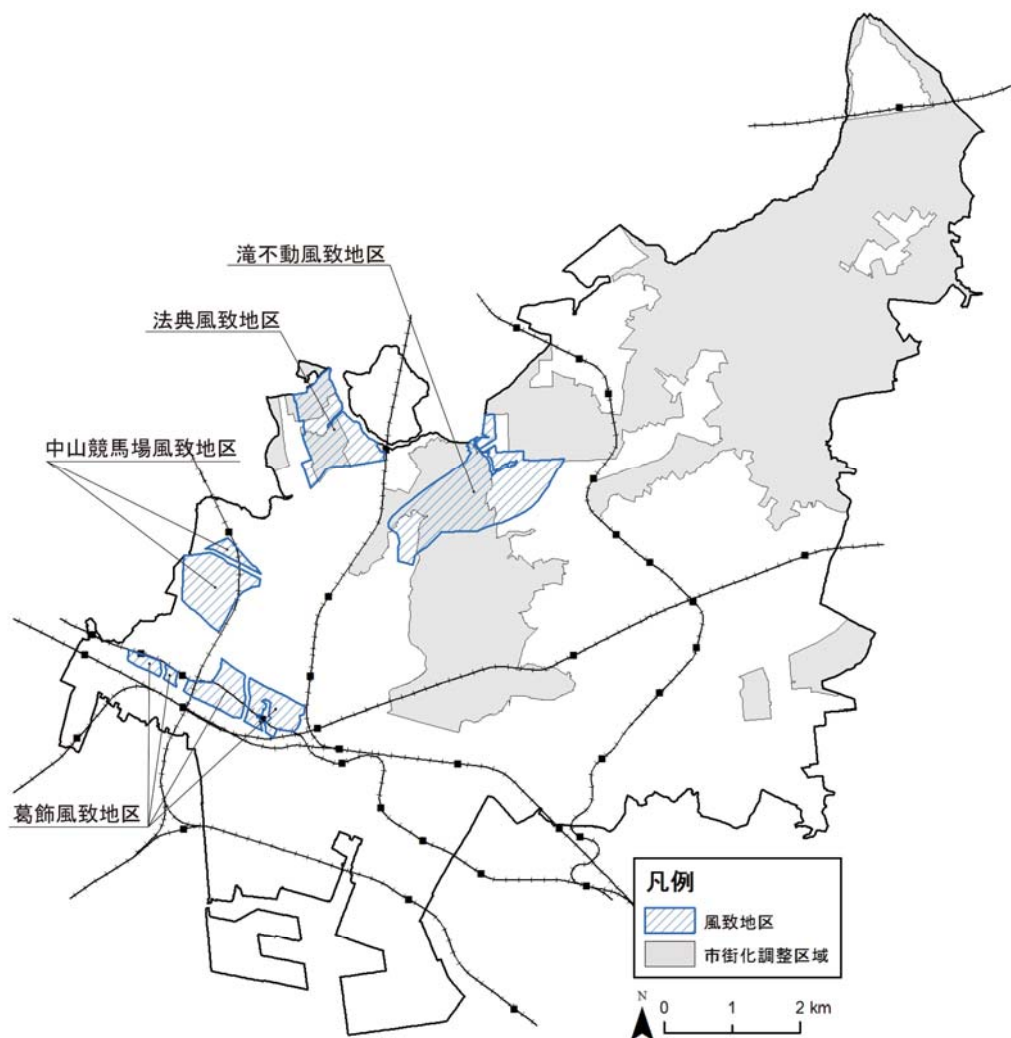 滝不動風致地区
法典風致地区
中山競馬場風致地区
葛飾風致地区
凡例
風致地区
市街化調整区域
N
0 1 2 km